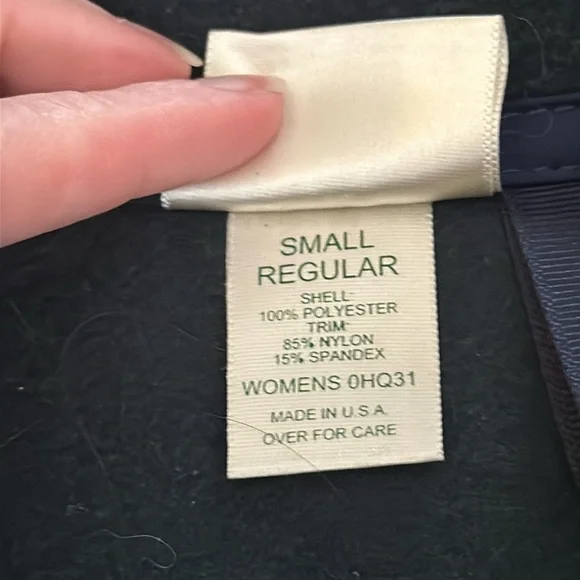 SMALL
REGULAR
SHELL-
100% POLYESTER
TRIM-
85% NYLON
15% SPANDEX
WOMENS 0HQ31
MADE IN U.S.A.
OVER FOR CARE